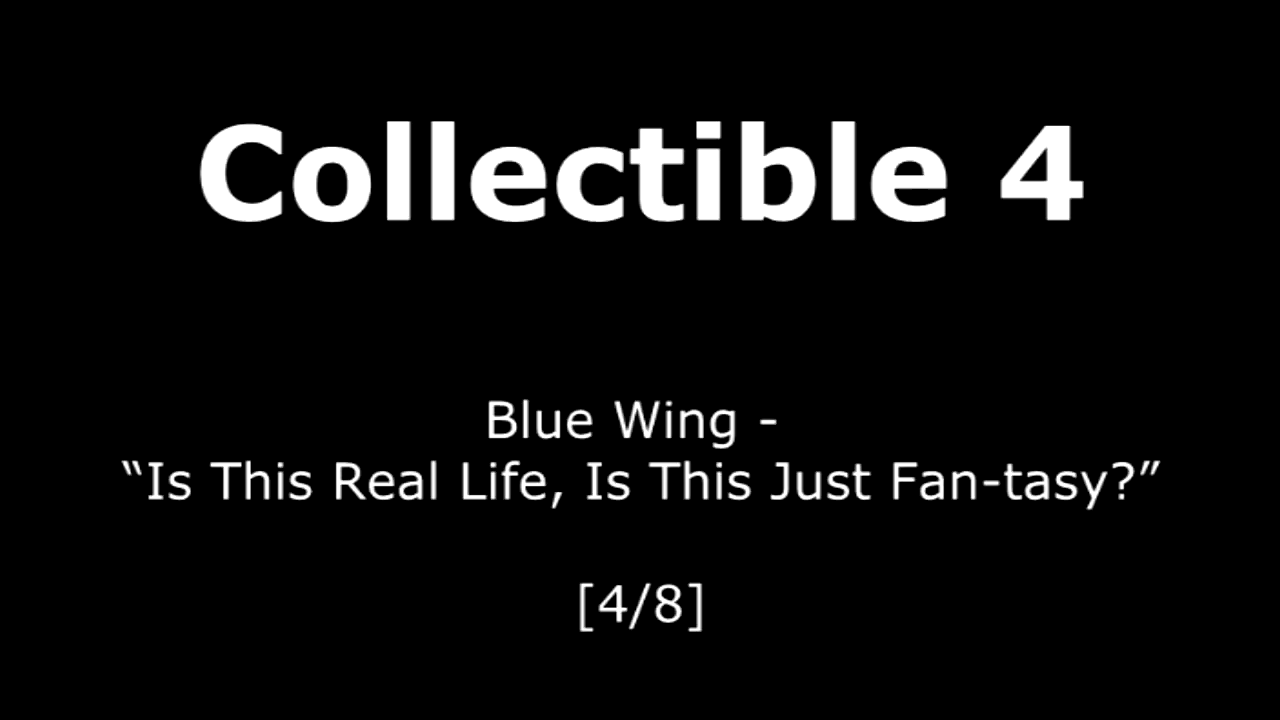 Collectible 4
Blue Wing -
“Is This Real Life, Is This Just Fan-tasy?”
[4/8]